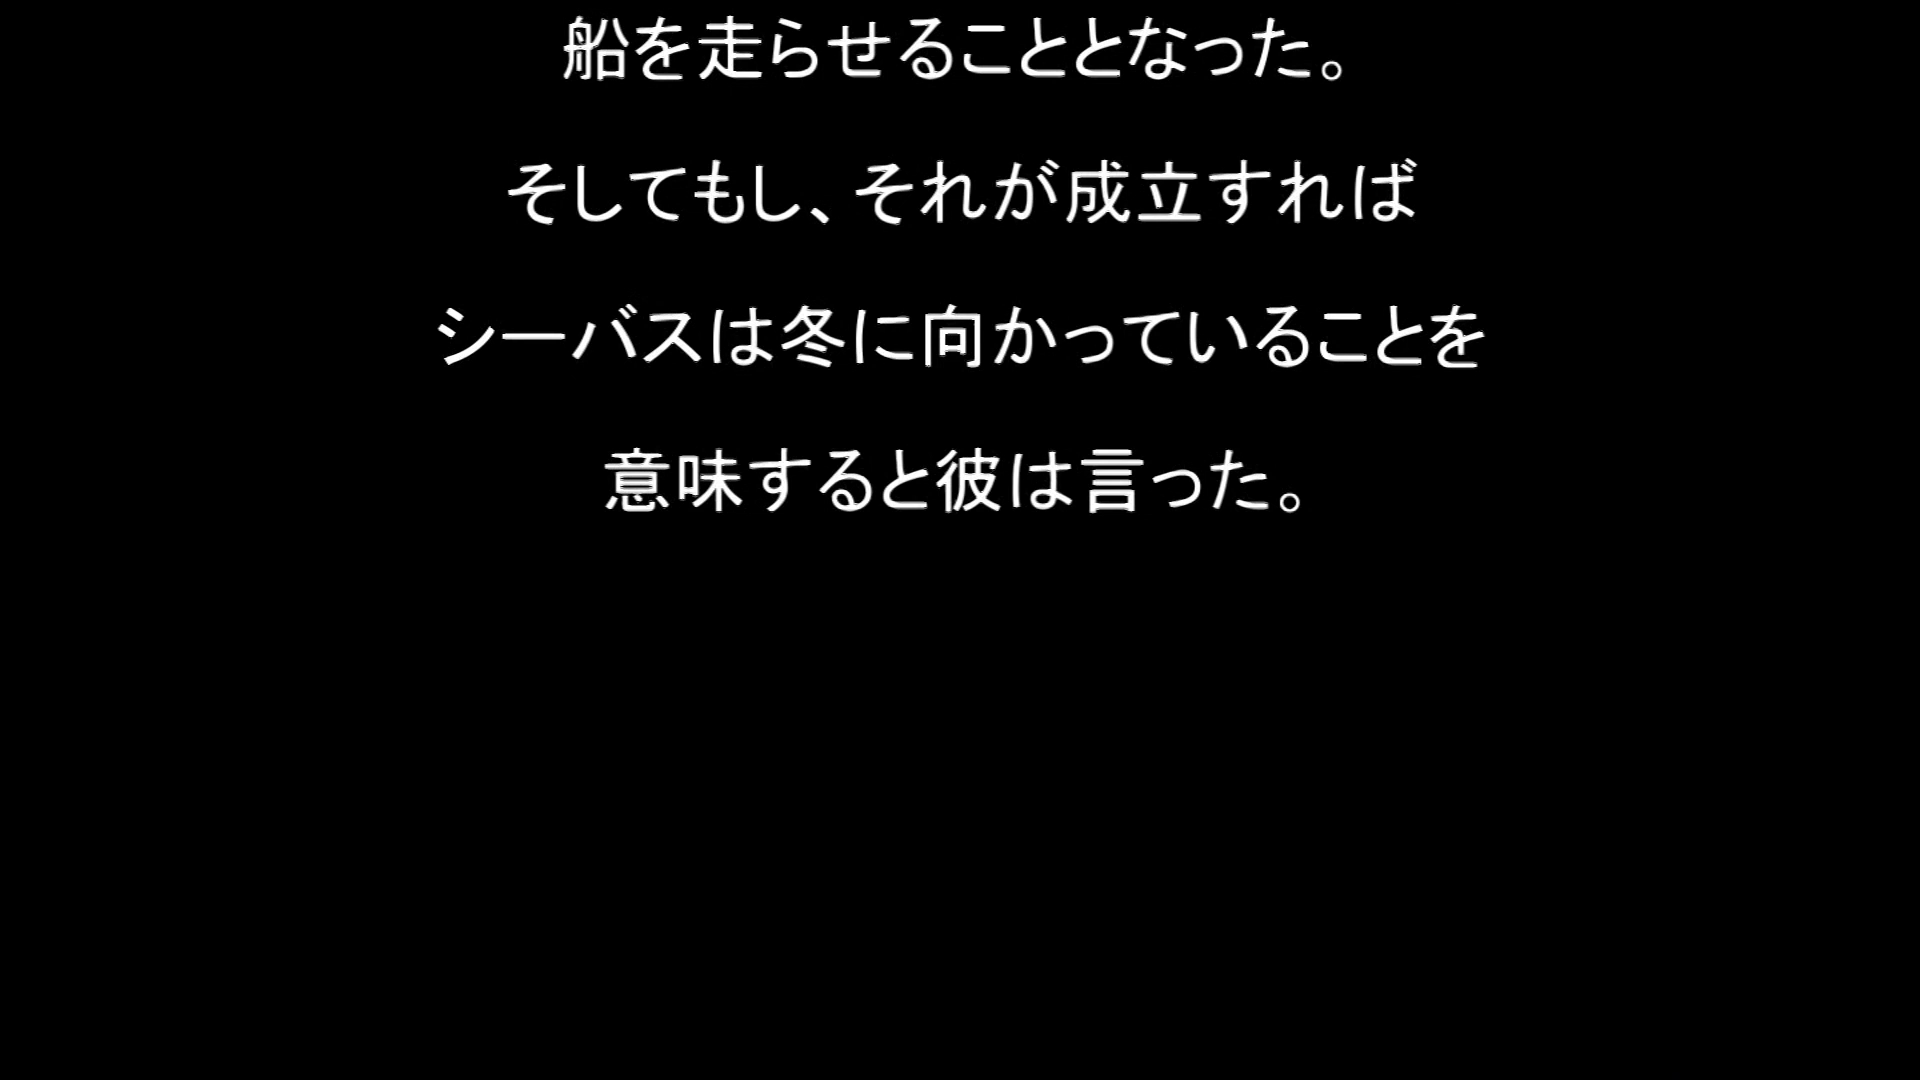 船を走らせることとなった。
そしてもし、それが成立すれば
シーバスは冬に向かっていることを
意味すると彼は言った。